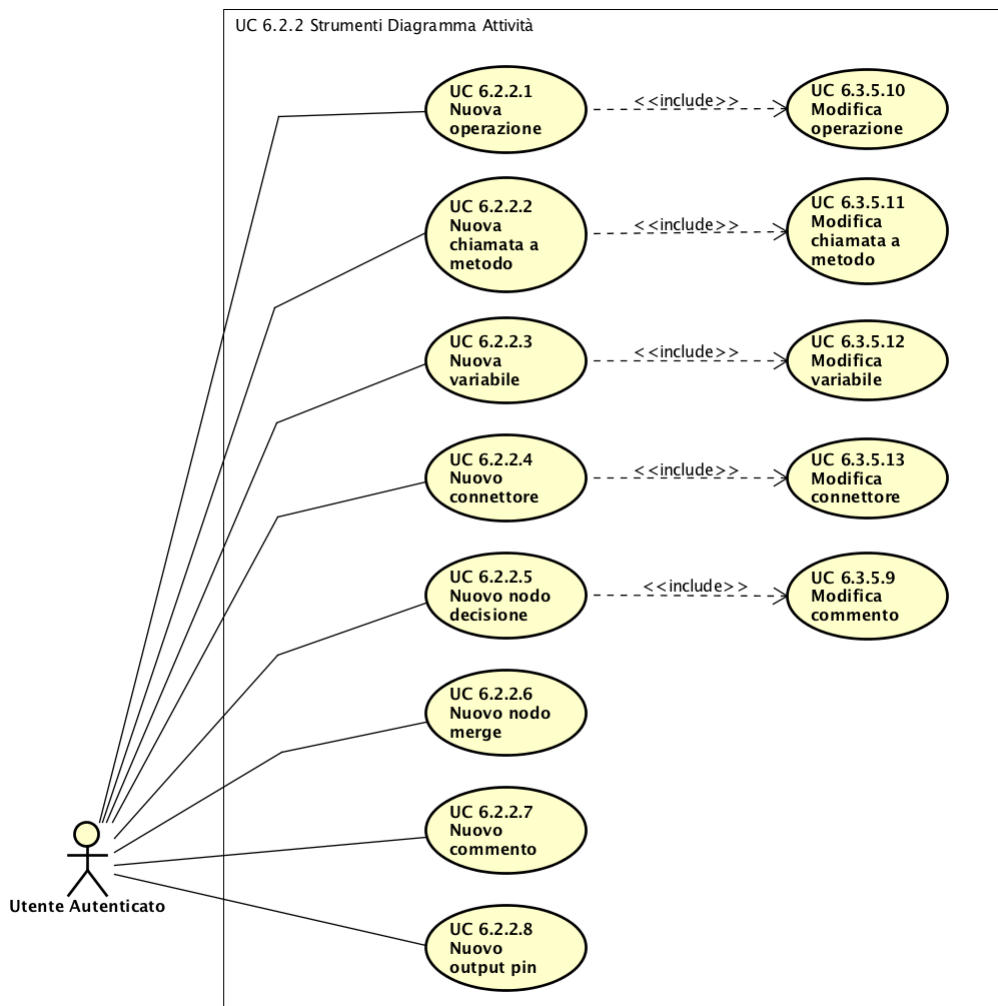 UC 6.2.2 Strumenti Diagramma Attività
UC 6.2.2.1
Nuova
operazione
<<include>>
UC 6.3.5.10
Modifica
operazione
UC 6.2.2.2
Nuova
chiamata a
metodo
<<include>>
UC 6.3.5.11
Modifica
chiamata a
metodo
UC 6.2.2.3
Nuova
variabile
<<include>>
UC 6.3.5.12
Modifica
variabile
UC 6.2.2.4
Nuovo
connettore
<<include>>
UC 6.3.5.13
Modifica
connettore
UC 6.2.2.5
Nuovo nodo
decisione
<<include>>
UC 6.3.5.9
Modifica
commento
UC 6.2.2.6
Nuovo nodo
merge
UC 6.2.2.7
Nuovo
commento
Utente Autenticato
UC 6.2.2.8
Nuovo
output pin